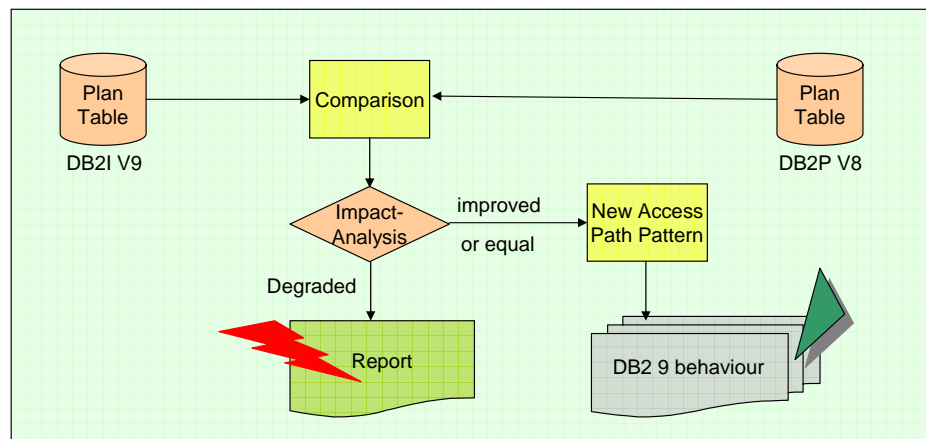 Plan
Table
DB2I V9
Comparison
Plan
Table
DB2P V8
Impact-
Analysis
improved
or equal
New Access
Path Pattern
Degraded
Report
DB2 9 behaviour